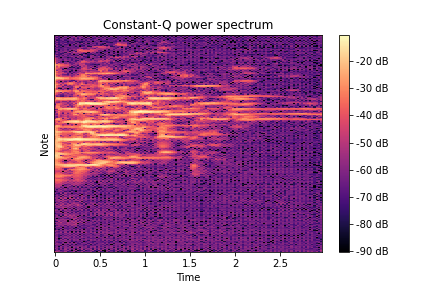 Constant-Q power spectrum
Note
-20 dB
-30 dB
-40 dB
-50 dB
-60 dB
-70 dB
-80 dB
-90 dB
0
0.5
1
1.5
2
2.5
Time